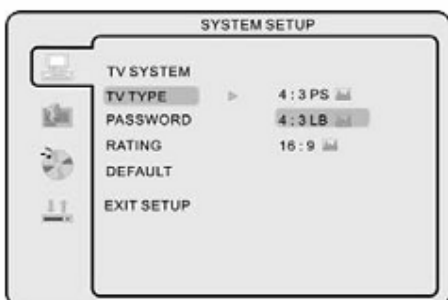 SYSTEM SETUP
TV SYSTEM
TV TYPE 4:3 PS
PASSWORD 4:3 LB
RATING 16:9
DEFAULT
EXIT SETUP